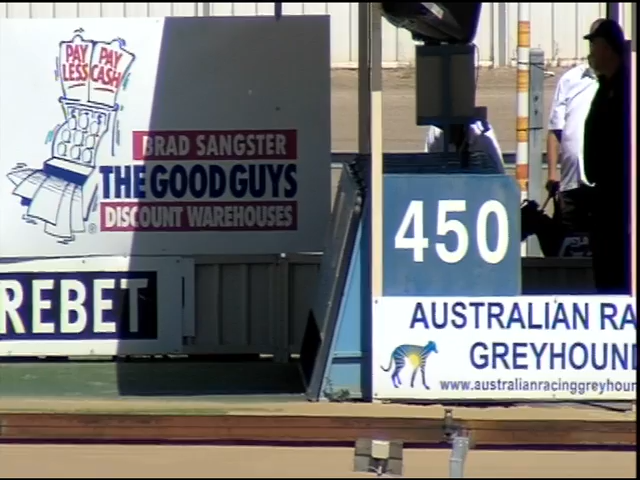 PAY PAY
LESS CASH
BRAD SANGSTER
THE GOOD GUYS
DISCOUNT WAREHOUSES
®
REBET
450
AUSTRALIAN RA
GREYHOUN
www.australianracinggreyhoun